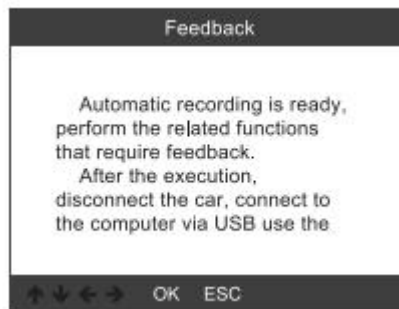 Feedback
Automatic recording is ready,
perform the related functions
that require feedback.
After the execution,
disconnect the car, connect to
the computer via USB use the
OK ESC